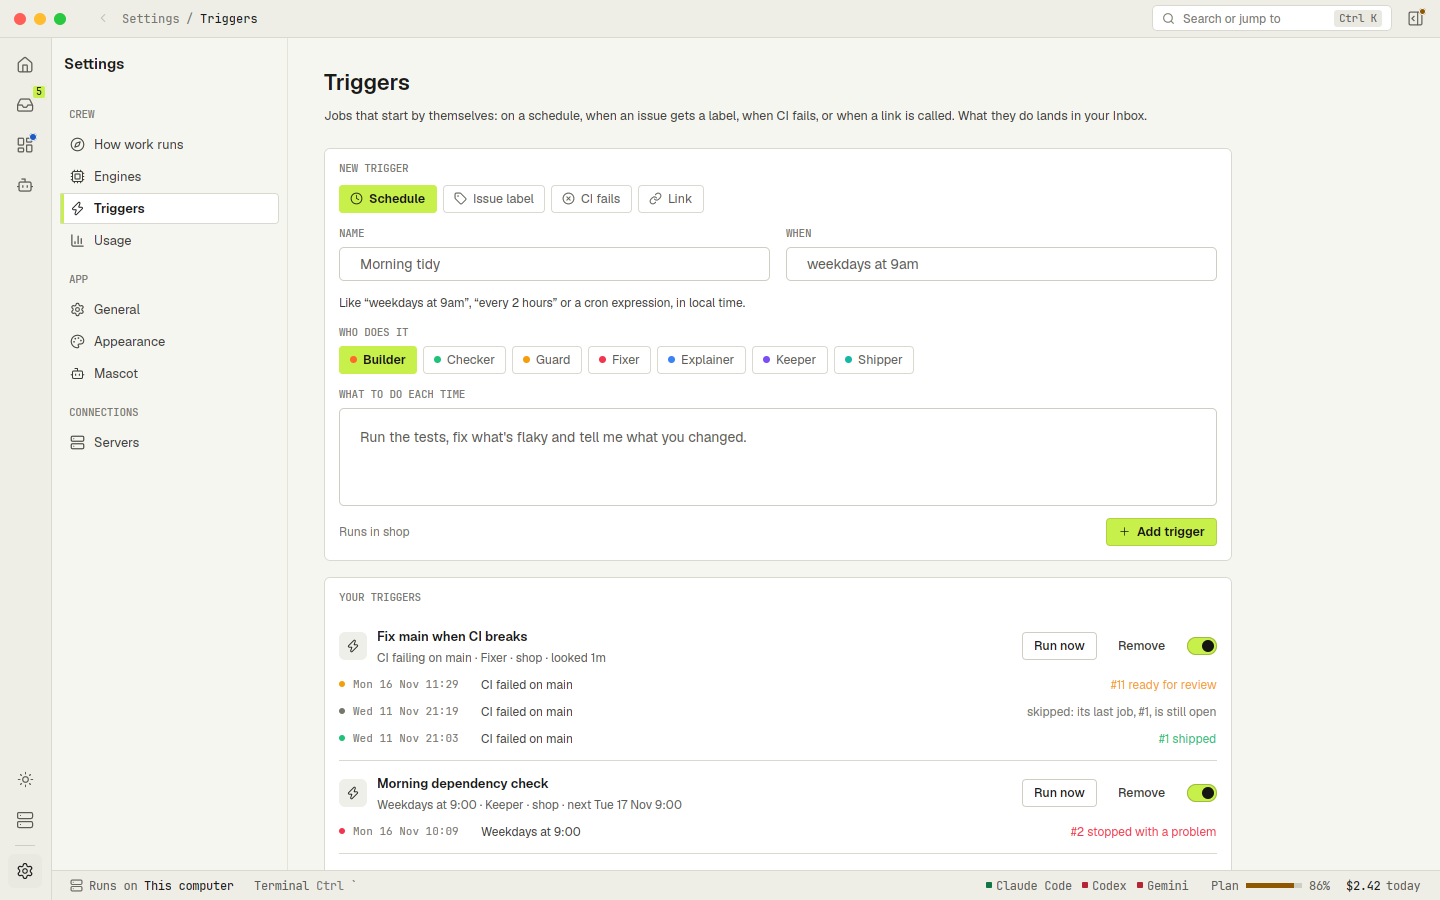 Settings / Triggers
Search or jump to
Ctrl K
5
Settings
CREW
How work runs
Engines
Triggers
Usage
APP
General
Appearance
Mascot
CONNECTIONS
Servers
Triggers
Jobs that start by themselves: on a schedule, when an issue gets a label, when CI fails, or when a link is called. What they do lands in your Inbox.
NEW TRIGGER
Schedule
Issue label
CI fails
Link
NAME
WHEN
Morning tidy
weekdays at 9am
Like “weekdays at 9am”, “every 2 hours” or a cron expression, in local time.
WHO DOES IT
Builder
Checker
Guard
Fixer
Explainer
Keeper
Shipper
WHAT TO DO EACH TIME
Run the tests, fix what's flaky and tell me what you changed.
Runs in shop
Add trigger
YOUR TRIGGERS
Fix main when CI breaks
CI failing on main · Fixer · shop · looked 1m
Run now
Remove
Mon 16 Nov 11:29 CI failed on main #11 ready for review
Wed 11 Nov 21:19 CI failed on main skipped: its last job, #1, is still open
Wed 11 Nov 21:03 CI failed on main #1 shipped
Morning dependency check
Weekdays at 9:00 · Keeper · shop · next Tue 17 Nov 9:00
Run now
Remove
Mon 16 Nov 10:09 Weekdays at 9:00 #2 stopped with a problem
Runs on This computer
Terminal Ctrl `
Claude Code
Codex
Gemini
Plan 86%
$2.42 today